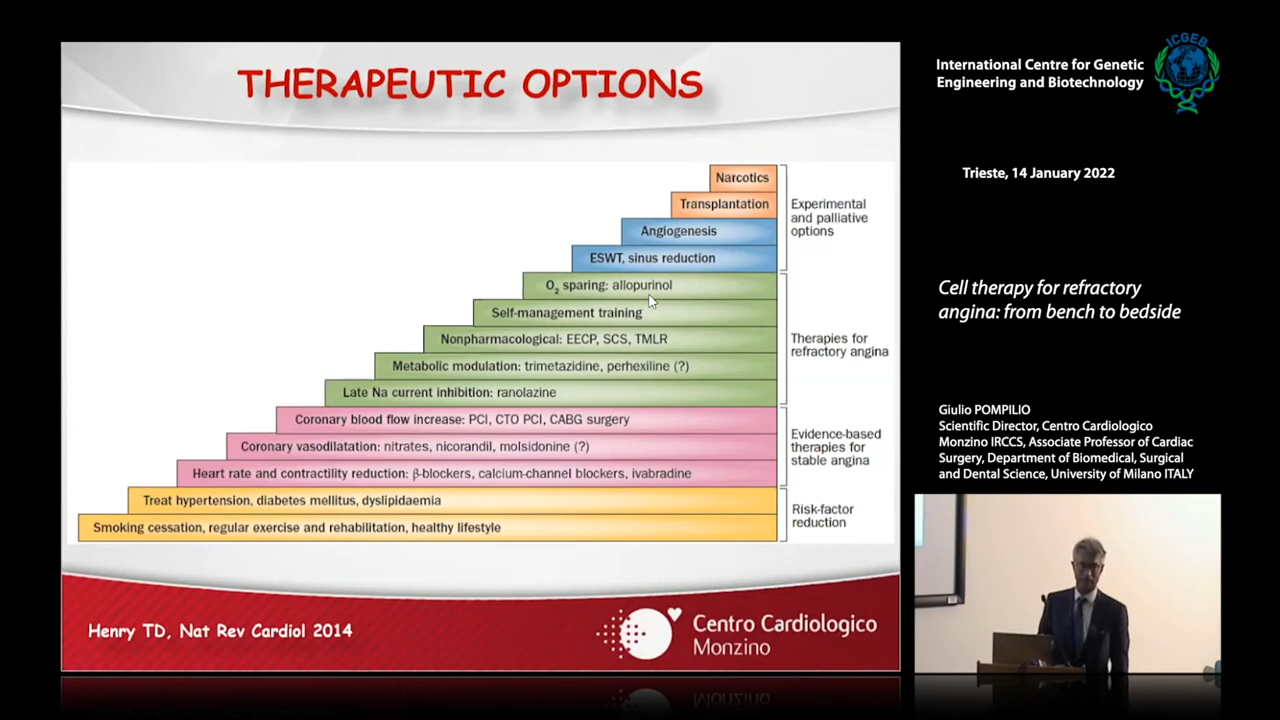 THERAPEUTIC OPTIONS
Narcotics
Transplantation
Angiogenesis
ESWT, sinus reduction
O₂ sparing: allopurinol
Self-management training
Nonpharmacological: EECP, SCS, TMLR
Metabolic modulation: trimetazidine, perhexiline (?)
Late Na current inhibition: ranolazine
Coronary blood flow increase: PCI, CTO PCI, CABG surgery
Coronary vasodilatation: nitrates, nicorandil, molsidonine (?)
Heart rate and contractility reduction: β-blockers, calcium-channel blockers, ivabradine
Treat hypertension, diabetes mellitus, dyslipidaemia
Smoking cessation, regular exercise and rehabilitation, healthy lifestyle
Experimental
and palliative
options
Therapies for
refractory angina
Evidence-based
therapies for
stable angina
Risk-factor
reduction
Henry TD, Nat Rev Cardiol 2014
Centro Cardiologico
Monzino
International Centre for Genetic
Engineering and Biotechnology
ICGEB
Trieste, 14 January 2022
Cell therapy for refractory
angina: from bench to bedside
Giulio POMPILIO
Scientific Director, Centro Cardiologico
Monzino IRCCS, Associate Professor of Cardiac
Surgery, Department of Biomedical, Surgical
and Dental Science, University of Milano ITALY